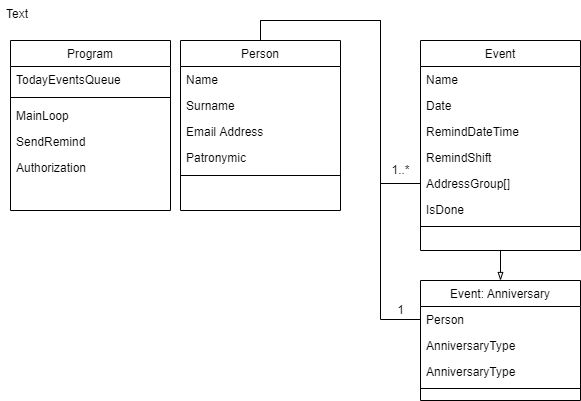 Text
Program
TodayEventsQueue
MainLoop
SendRemind
Authorization
Person
Name
Surname
Email Address
Patronymic
Event
Name
Date
RemindDateTime
RemindShift
AddressGroup[]
IsDone
1..*
1
Event: Anniversary
Person
AnniversaryType
AnniversaryType